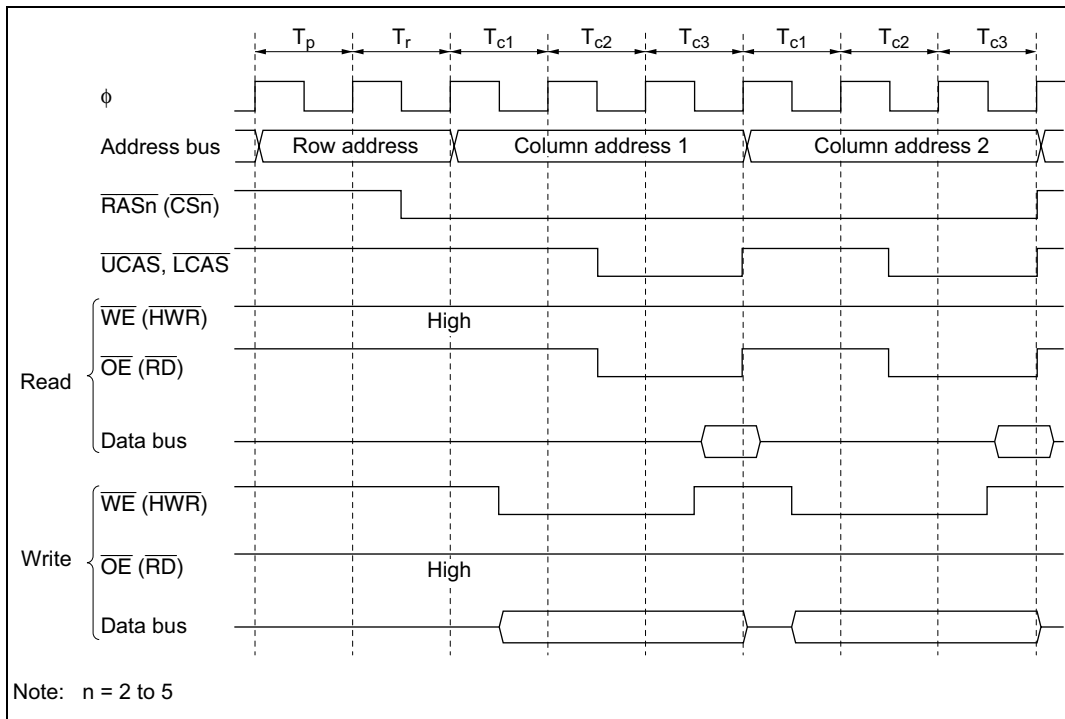 Tp Tr Tc1 Tc2 Tc3 Tc1 Tc2 Tc3
φ
Address bus Row address Column address 1 Column address 2
RASn (CSn)
UCAS, LCAS
WE (HWR) High
Read
OE (RD)
Data bus
WE (HWR)
Write
OE (RD) High
Data bus
Note: n = 2 to 5